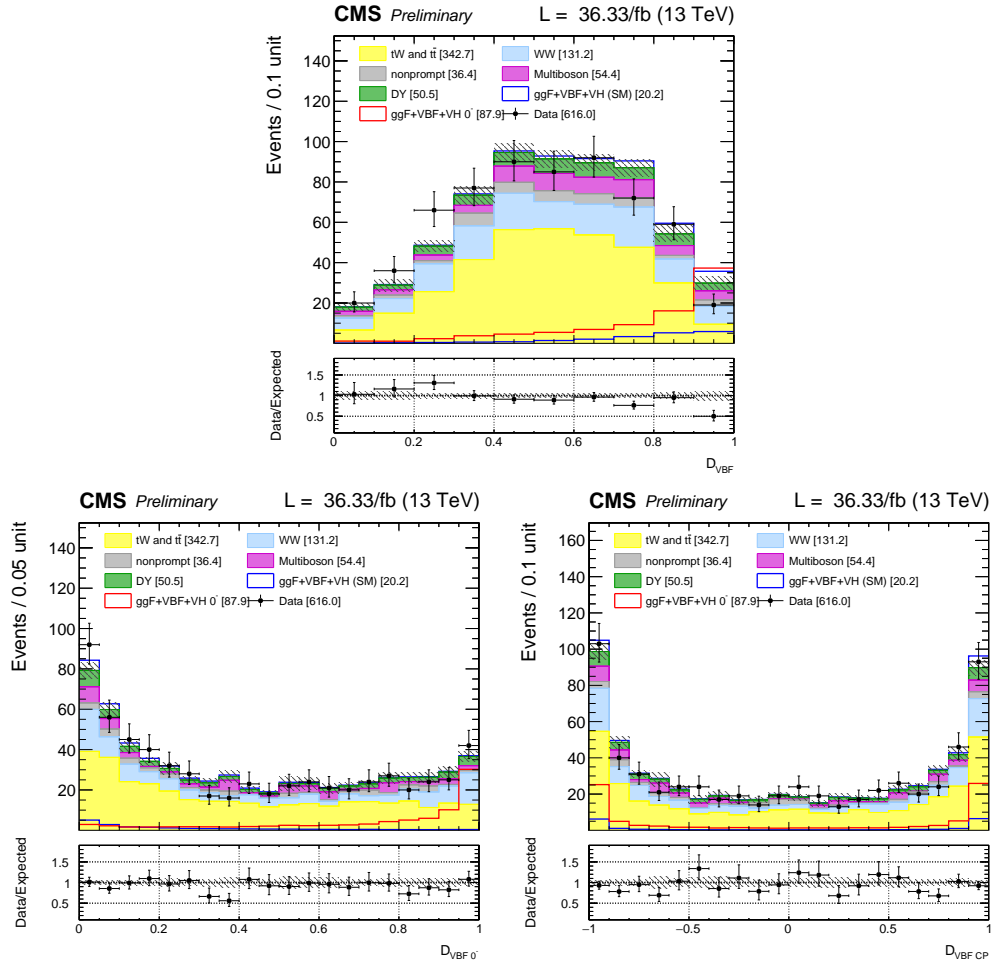 CMS Preliminary L = 36.33/fb (13 TeV)
Events / 0.1 unit
tW and tt̄ [342.7] WW [131.2]
nonprompt [36.4] Multiboson [54.4]
DY [50.5] ggF+VBF+VH (SM) [20.2]
ggF+VBF+VH 0⁻ [87.9] Data [616.0]
140
120
100
80
60
40
20
Data/Expected
1.5
1
0.5
0 0.2 0.4 0.6 0.8 1
D_VBF
CMS Preliminary L = 36.33/fb (13 TeV)
Events / 0.05 unit
tW and tt̄ [342.7] WW [131.2]
nonprompt [36.4] Multiboson [54.4]
DY [50.5] ggF+VBF+VH (SM) [20.2]
ggF+VBF+VH 0⁻ [87.9] Data [616.0]
140
120
100
80
60
40
20
Data/Expected
1.5
1
0.5
0 0.2 0.4 0.6 0.8 1
D_VBF 0⁻
CMS Preliminary L = 36.33/fb (13 TeV)
Events / 0.1 unit
tW and tt̄ [342.7] WW [131.2]
nonprompt [36.4] Multiboson [54.4]
DY [50.5] ggF+VBF+VH (SM) [20.2]
ggF+VBF+VH 0⁻ [87.9] Data [616.0]
160
140
120
100
80
60
40
20
Data/Expected
1.5
1
0.5
−1 −0.5 0 0.5 1
D_VBF CP